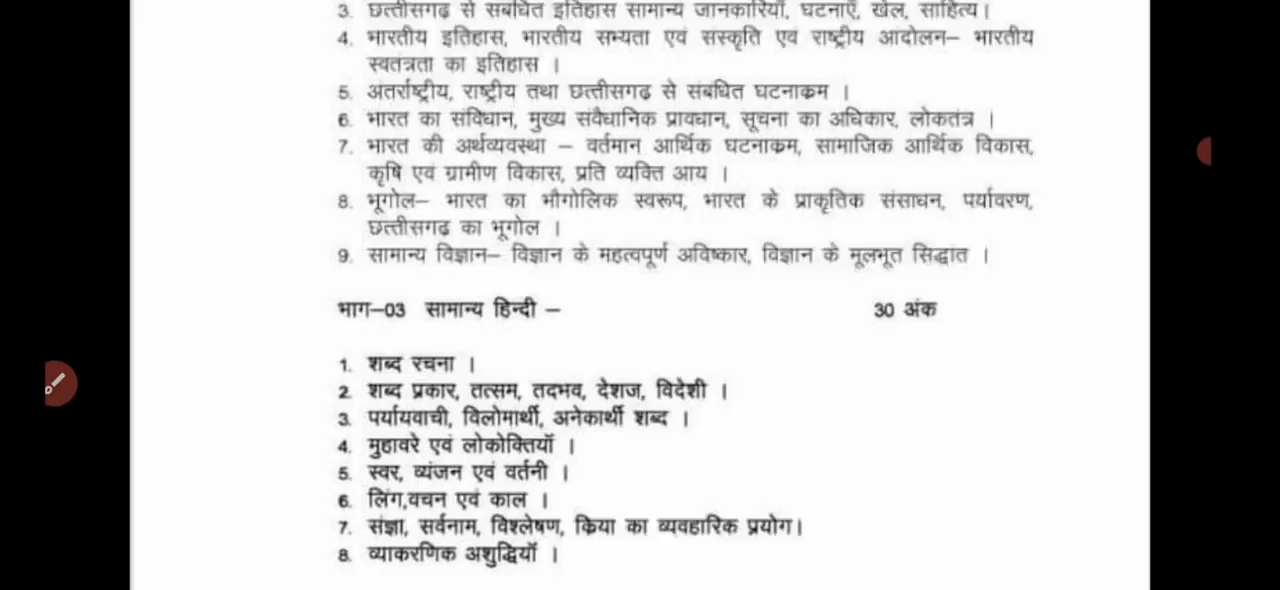 3. छत्तीसगढ़ से संबंधित इतिहास सामान्य जानकारियाँ, घटनाएँ, खेल, साहित्य।
4. भारतीय इतिहास, भारतीय सभ्यता एवं संस्कृति एवं राष्ट्रीय आंदोलन– भारतीय
स्वतंत्रता का इतिहास ।
5. अंतर्राष्ट्रीय, राष्ट्रीय तथा छत्तीसगढ़ से संबंधित घटनाक्रम ।
6. भारत का संविधान, मुख्य संवैधानिक प्रावधान, सूचना का अधिकार, लोकतंत्र ।
7. भारत की अर्थव्यवस्था – वर्तमान आर्थिक घटनाक्रम, सामाजिक आर्थिक विकास,
कृषि एवं ग्रामीण विकास, प्रति व्यक्ति आय ।
8. भूगोल– भारत का भौगोलिक स्वरूप, भारत के प्राकृतिक संसाधन, पर्यावरण,
छत्तीसगढ़ का भूगोल ।
9. सामान्य विज्ञान– विज्ञान के महत्वपूर्ण अविष्कार, विज्ञान के मूलभूत सिद्धांत ।
भाग–03 सामान्य हिन्दी – 30 अंक
1. शब्द रचना ।
2. शब्द प्रकार, तत्सम, तदभव, देशज, विदेशी ।
3. पर्यायवाची, विलोमार्थी, अनेकार्थी शब्द ।
4. मुहावरे एवं लोकोक्तियॉ ।
5. स्वर, व्यंजन एवं वर्तनी ।
6. लिंग,वचन एवं काल ।
7. संज्ञा, सर्वनाम, विश्लेषण, क्रिया का व्यवहारिक प्रयोग।
8. व्याकरणिक अशुद्धियॉ ।